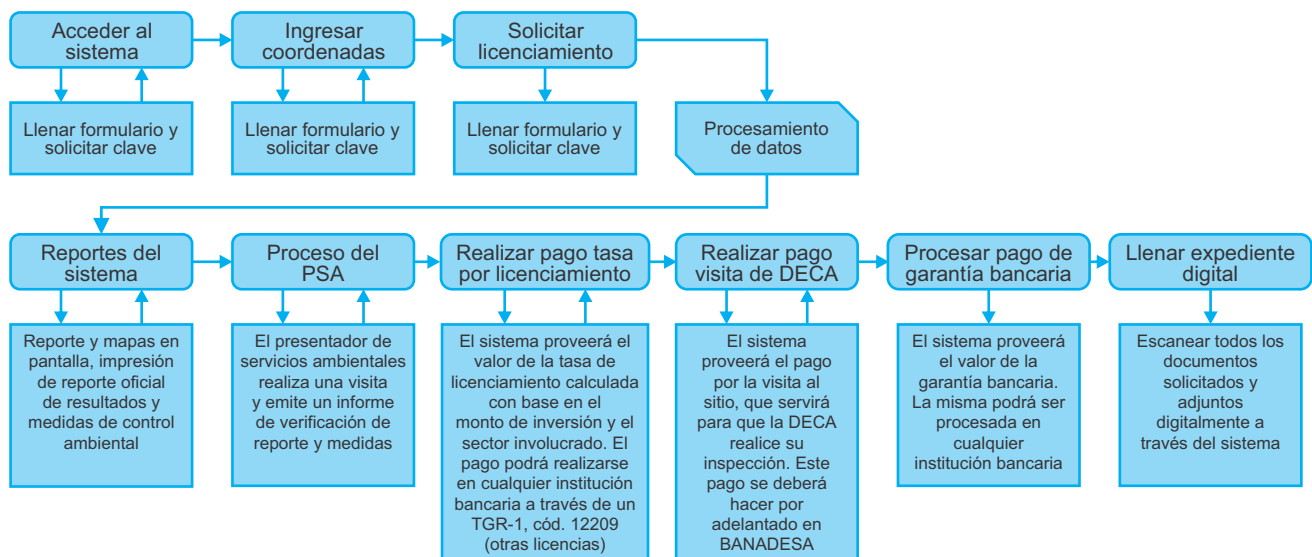 Acceder al
sistema
Ingresar
coordenadas
Solicitar
licenciamiento
Llenar formulario y
solicitar clave
Llenar formulario y
solicitar clave
Llenar formulario y
solicitar clave
Procesamiento
de datos
Reportes del
sistema
Proceso del
PSA
Realizar pago tasa
por licenciamiento
Realizar pago
visita de DECA
Procesar pago de
garantía bancaria
Llenar expediente
digital
Reporte y mapas en
pantalla, impresión
de reporte oficial
de resultados y
medidas de control
ambiental
El presentador de
servicios ambientales
realiza una visita
y emite un informe
de verificación de
reporte y medidas
El sistema proveerá el
valor de la tasa de
licenciamiento calculada
con base en el
monto de inversión y el
sector involucrado. El
pago podrá realizarse
en cualquier institución
bancaria a través de un
TGR-1, cód. 12209
(otras licencias)
El sistema
proveerá el pago
por la visita al
sitio, que servirá
para que la DECA
realice su
inspección. Este
pago se deberá
hacer por
adelantado en
BANADESA
El sistema proveerá
el valor de la
garantía bancaria.
La misma podrá ser
procesada en
cualquier
institución bancaria
Escanear todos los
documentos
solicitados y
adjuntos
digitalmente a
través del sistema